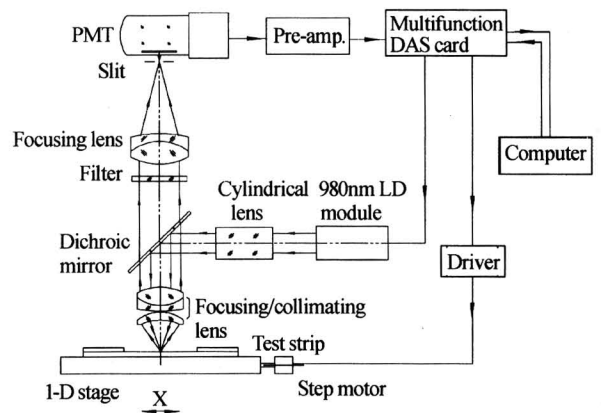 PMT
Pre-amp.
Multifunction
DAS card
Slit
Focusing lens
Computer
Filter
Cylindrical
lens
980nm LD
module
Dichroic
mirror
Driver
Focusing/collimating
lens
Test strip
1-D stage
X
Step motor